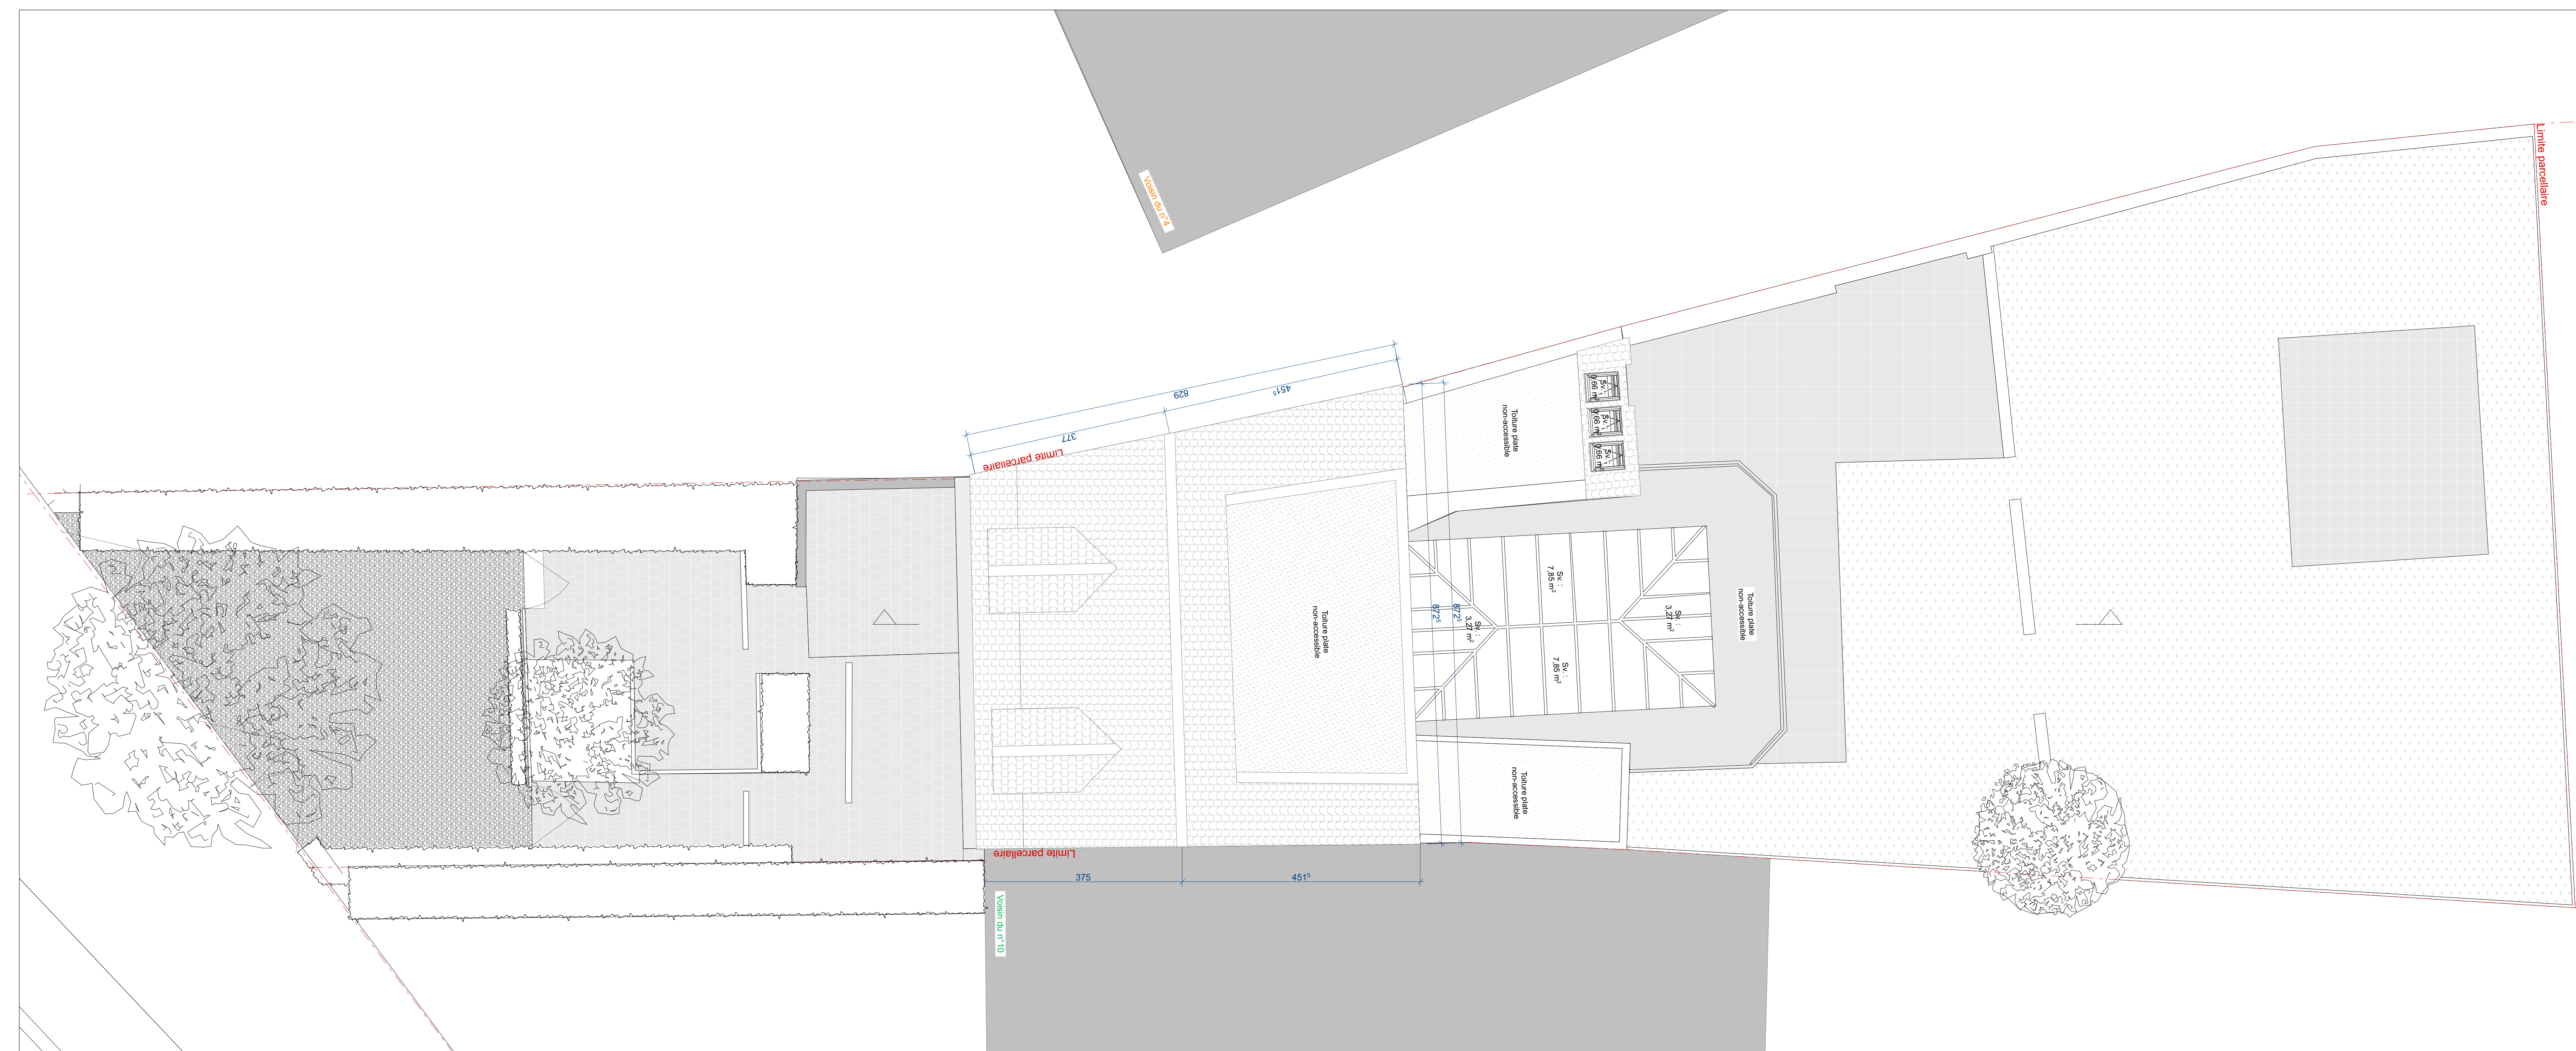 Voisin du n°4
Limite parcellaire
829
451⁵
377
Limite parcellaire
Toiture plate
non-accessible
Sv. :
0,66 m²
Sv. :
0,66 m²
Sv. :
0,66 m²
Toiture plate
non-accessible
872⁵
872⁵
Sv. :
7,85 m²
Sv. :
3,27 m²
Sv. :
3,27 m²
Sv. :
7,85 m²
Toiture plate
non-accessible
Toiture plate
non-accessible
Limite parcellaire
375
451⁵
Voisin du n°10